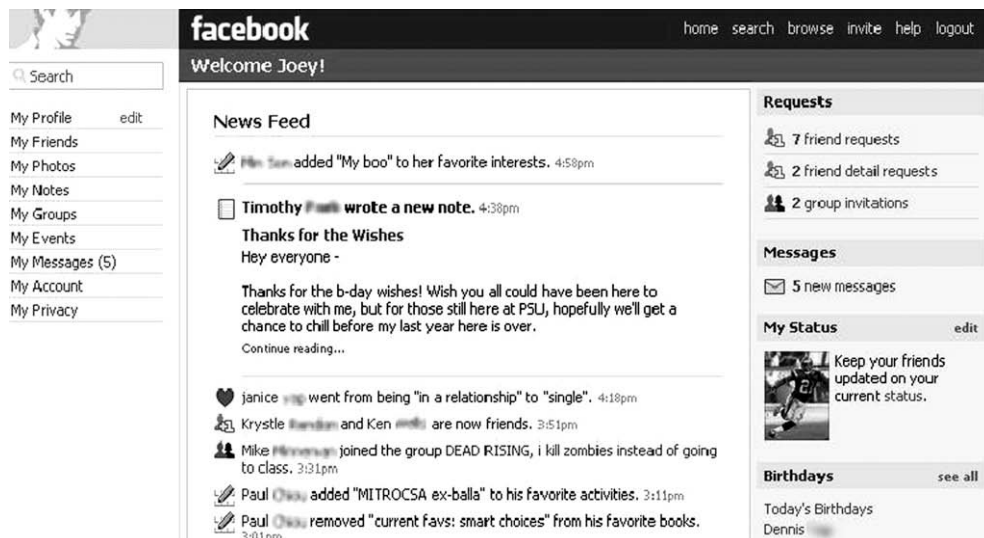 facebook
home search browse invite help logout
Welcome Joey!
Search
My Profile edit
My Friends
My Photos
My Notes
My Groups
My Events
My Messages (5)
My Account
My Privacy
News Feed
added "My boo" to her favorite interests. 4:58pm
Timothy wrote a new note. 4:38pm
Thanks for the Wishes
Hey everyone -
Thanks for the b-day wishes! Wish you all could have been here to
celebrate with me, but for those still here at PSU, hopefully we'll get a
chance to chill before my last year here is over.
Continue reading...
janice went from being "in a relationship" to "single". 4:18pm
Krystle and Ken are now friends. 3:51pm
Mike joined the group DEAD RISING, i kill zombies instead of going
to class. 3:31pm
Paul added "MITROCSA ex-balla" to his favorite activities. 3:11pm
Paul removed "current favs: smart choices" from his favorite books.
3:01pm
Requests
7 friend requests
2 friend detail requests
2 group invitations
Messages
5 new messages
My Status edit
Keep your friends
updated on your
current status.
Birthdays see all
Today's Birthdays
Dennis